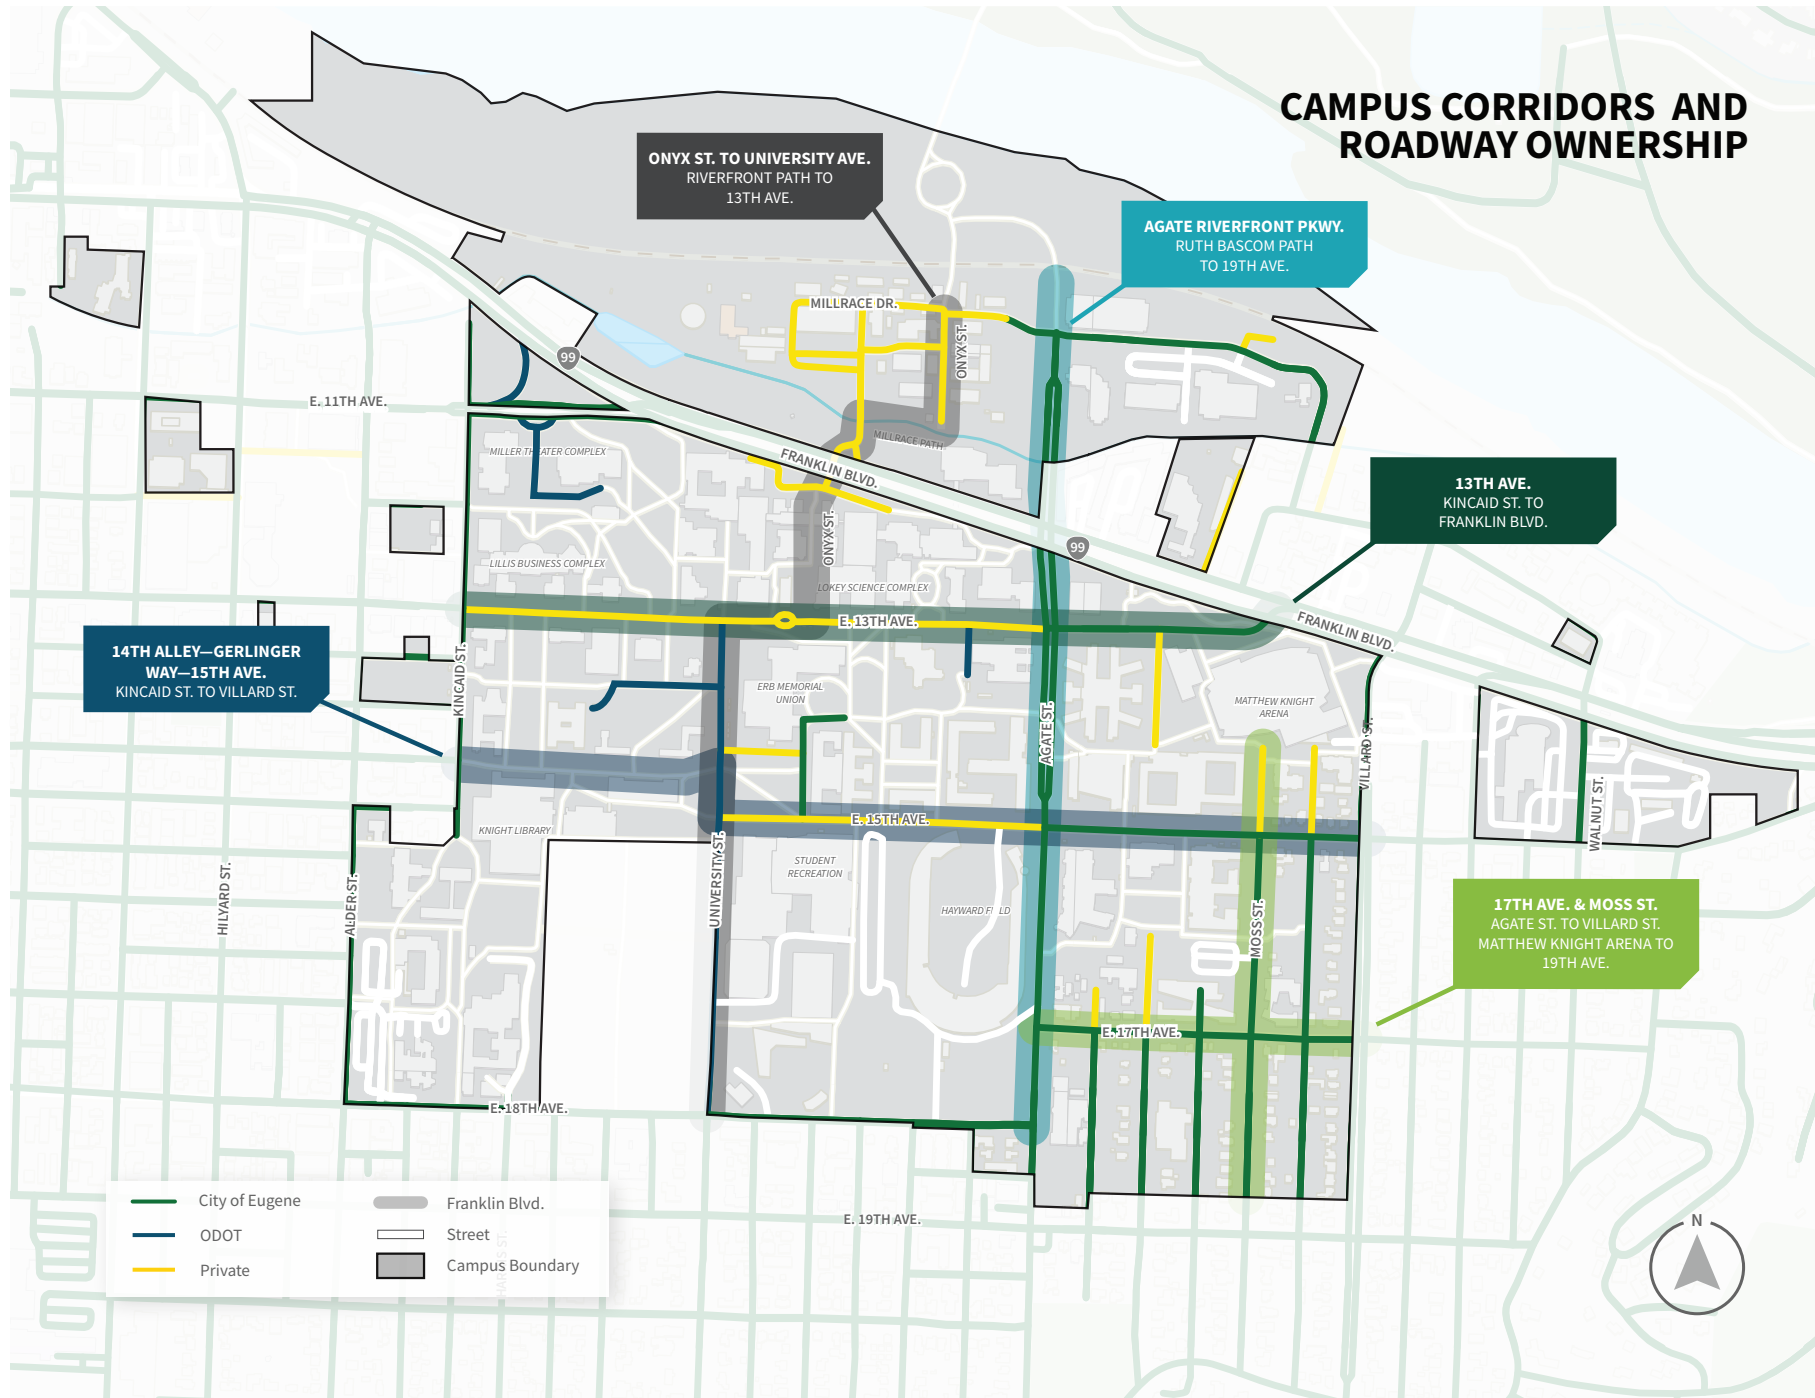 CAMPUS CORRIDORS AND
ROADWAY OWNERSHIP
ONYX ST. TO UNIVERSITY AVE.
RIVERFRONT PATH TO
13TH AVE.
AGATE RIVERFRONT PKWY.
RUTH BASCOM PATH
TO 19TH AVE.
MILLRACE DR.
ONYX ST.
99
E. 11TH AVE.
MILLRACE PATH
MILLER THEATER COMPLEX
FRANKLIN BLVD.
13TH AVE.
KINCAID ST. TO
FRANKLIN BLVD.
ONYX ST.
99
LILLIS BUSINESS COMPLEX
LOKEY SCIENCE COMPLEX
E. 13TH AVE.
FRANKLIN BLVD.
14TH ALLEY—GERLINGER
WAY—15TH AVE.
KINCAID ST. TO VILLARD ST.
KINCAID ST.
ERB MEMORIAL
UNION
MATTHEW KNIGHT
ARENA
AGATE ST.
VILLARD ST.
WALNUT ST.
E. 15TH AVE.
KNIGHT LIBRARY
STUDENT
RECREATION
HILYARD ST.
ALDER ST.
UNIVERSITY ST.
HAYWARD FIELD
MOSS ST.
17TH AVE. & MOSS ST.
AGATE ST. TO VILLARD ST.
MATTHEW KNIGHT ARENA TO
19TH AVE.
E. 17TH AVE.
E. 18TH AVE.
E. 19TH AVE.
City of Eugene
ODOT
Private
Franklin Blvd.
Street
Campus Boundary
N